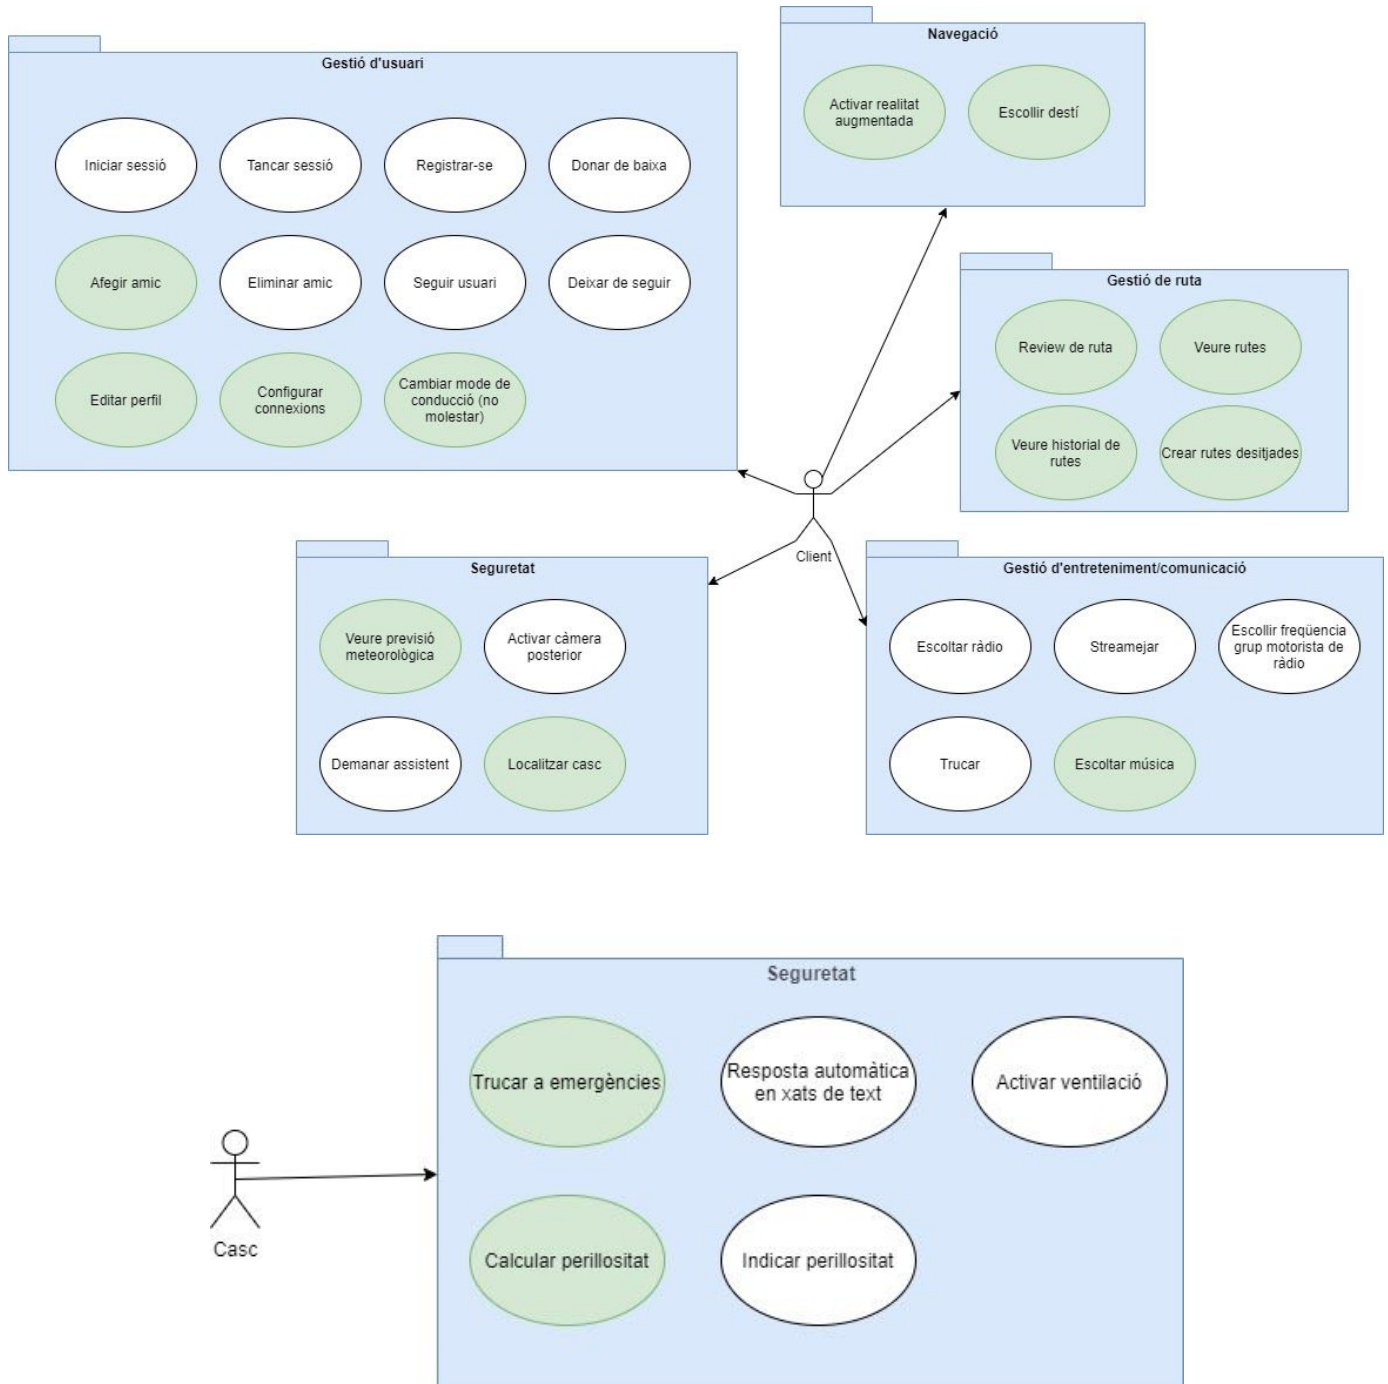 Gestió d'usuari
Iniciar sessió
Tancar sessió
Registrar-se
Donar de baixa
Afegir amic
Eliminar amic
Seguir usuari
Deixar de seguir
Editar perfil
Configurar
connexions
Cambiar mode de
conducció (no
molestar)
Navegació
Activar realitat
augmentada
Escollir destí
Gestió de ruta
Review de ruta
Veure rutes
Veure historial de
rutes
Crear rutes desitjades
Client
Seguretat
Veure previsió
meteorològica
Activar càmera
posterior
Demanar assistent
Localitzar casc
Gestió d'entreteniment/comunicació
Escoltar ràdio
Streamejar
Escollir freqüencia
grup motorista de
ràdio
Trucar
Escoltar música
Seguretat
Trucar a emergències
Resposta automàtica
en xats de text
Activar ventilació
Calcular perillositat
Indicar perillositat
Casc